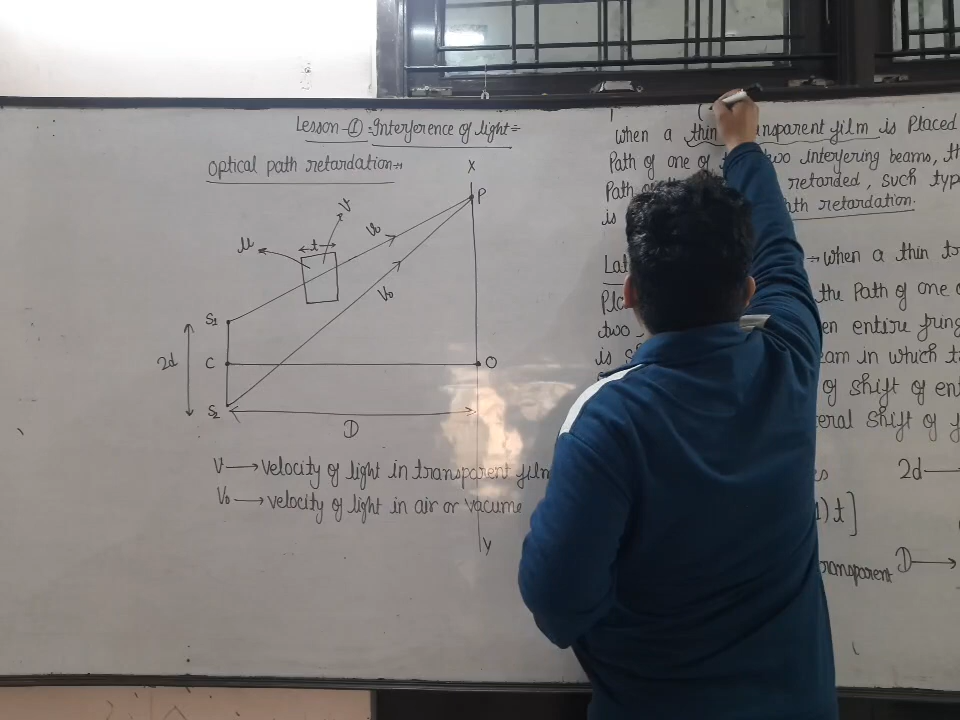 Lesson-① :- Interference of light:-
Optical path retardation→
X
P
V
V₀
t
μ
V₀
S₁
2d
C
O
S₂
D
V → velocity of light in transparent film
V₀ → velocity of light in air or vacume
Y
When a thin transparent film is Placed
Path of one of two interfering beams, th
Path retarded, such typ
is path retardation.
→ when a thin tr
the Path of one o
two en entire fring
is eam in which t
of shift of ent
eral shift of f
2d →
1)t]
transparent D →